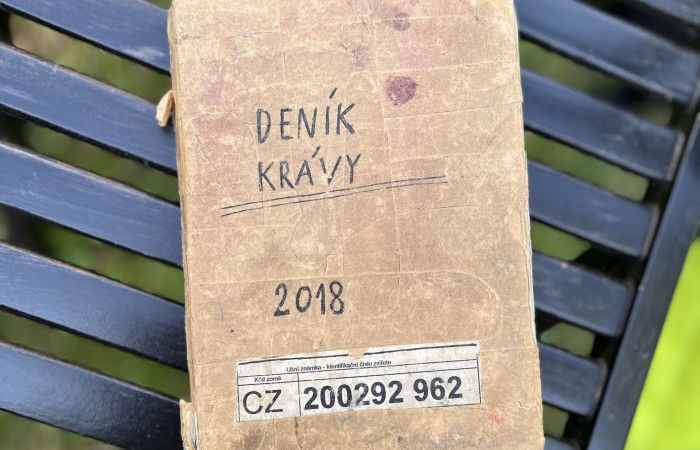 DENÍK
KRÁVY
2018
Ušní známka - Identifikační číslo zvířete
Kód země
CZ 200292 962